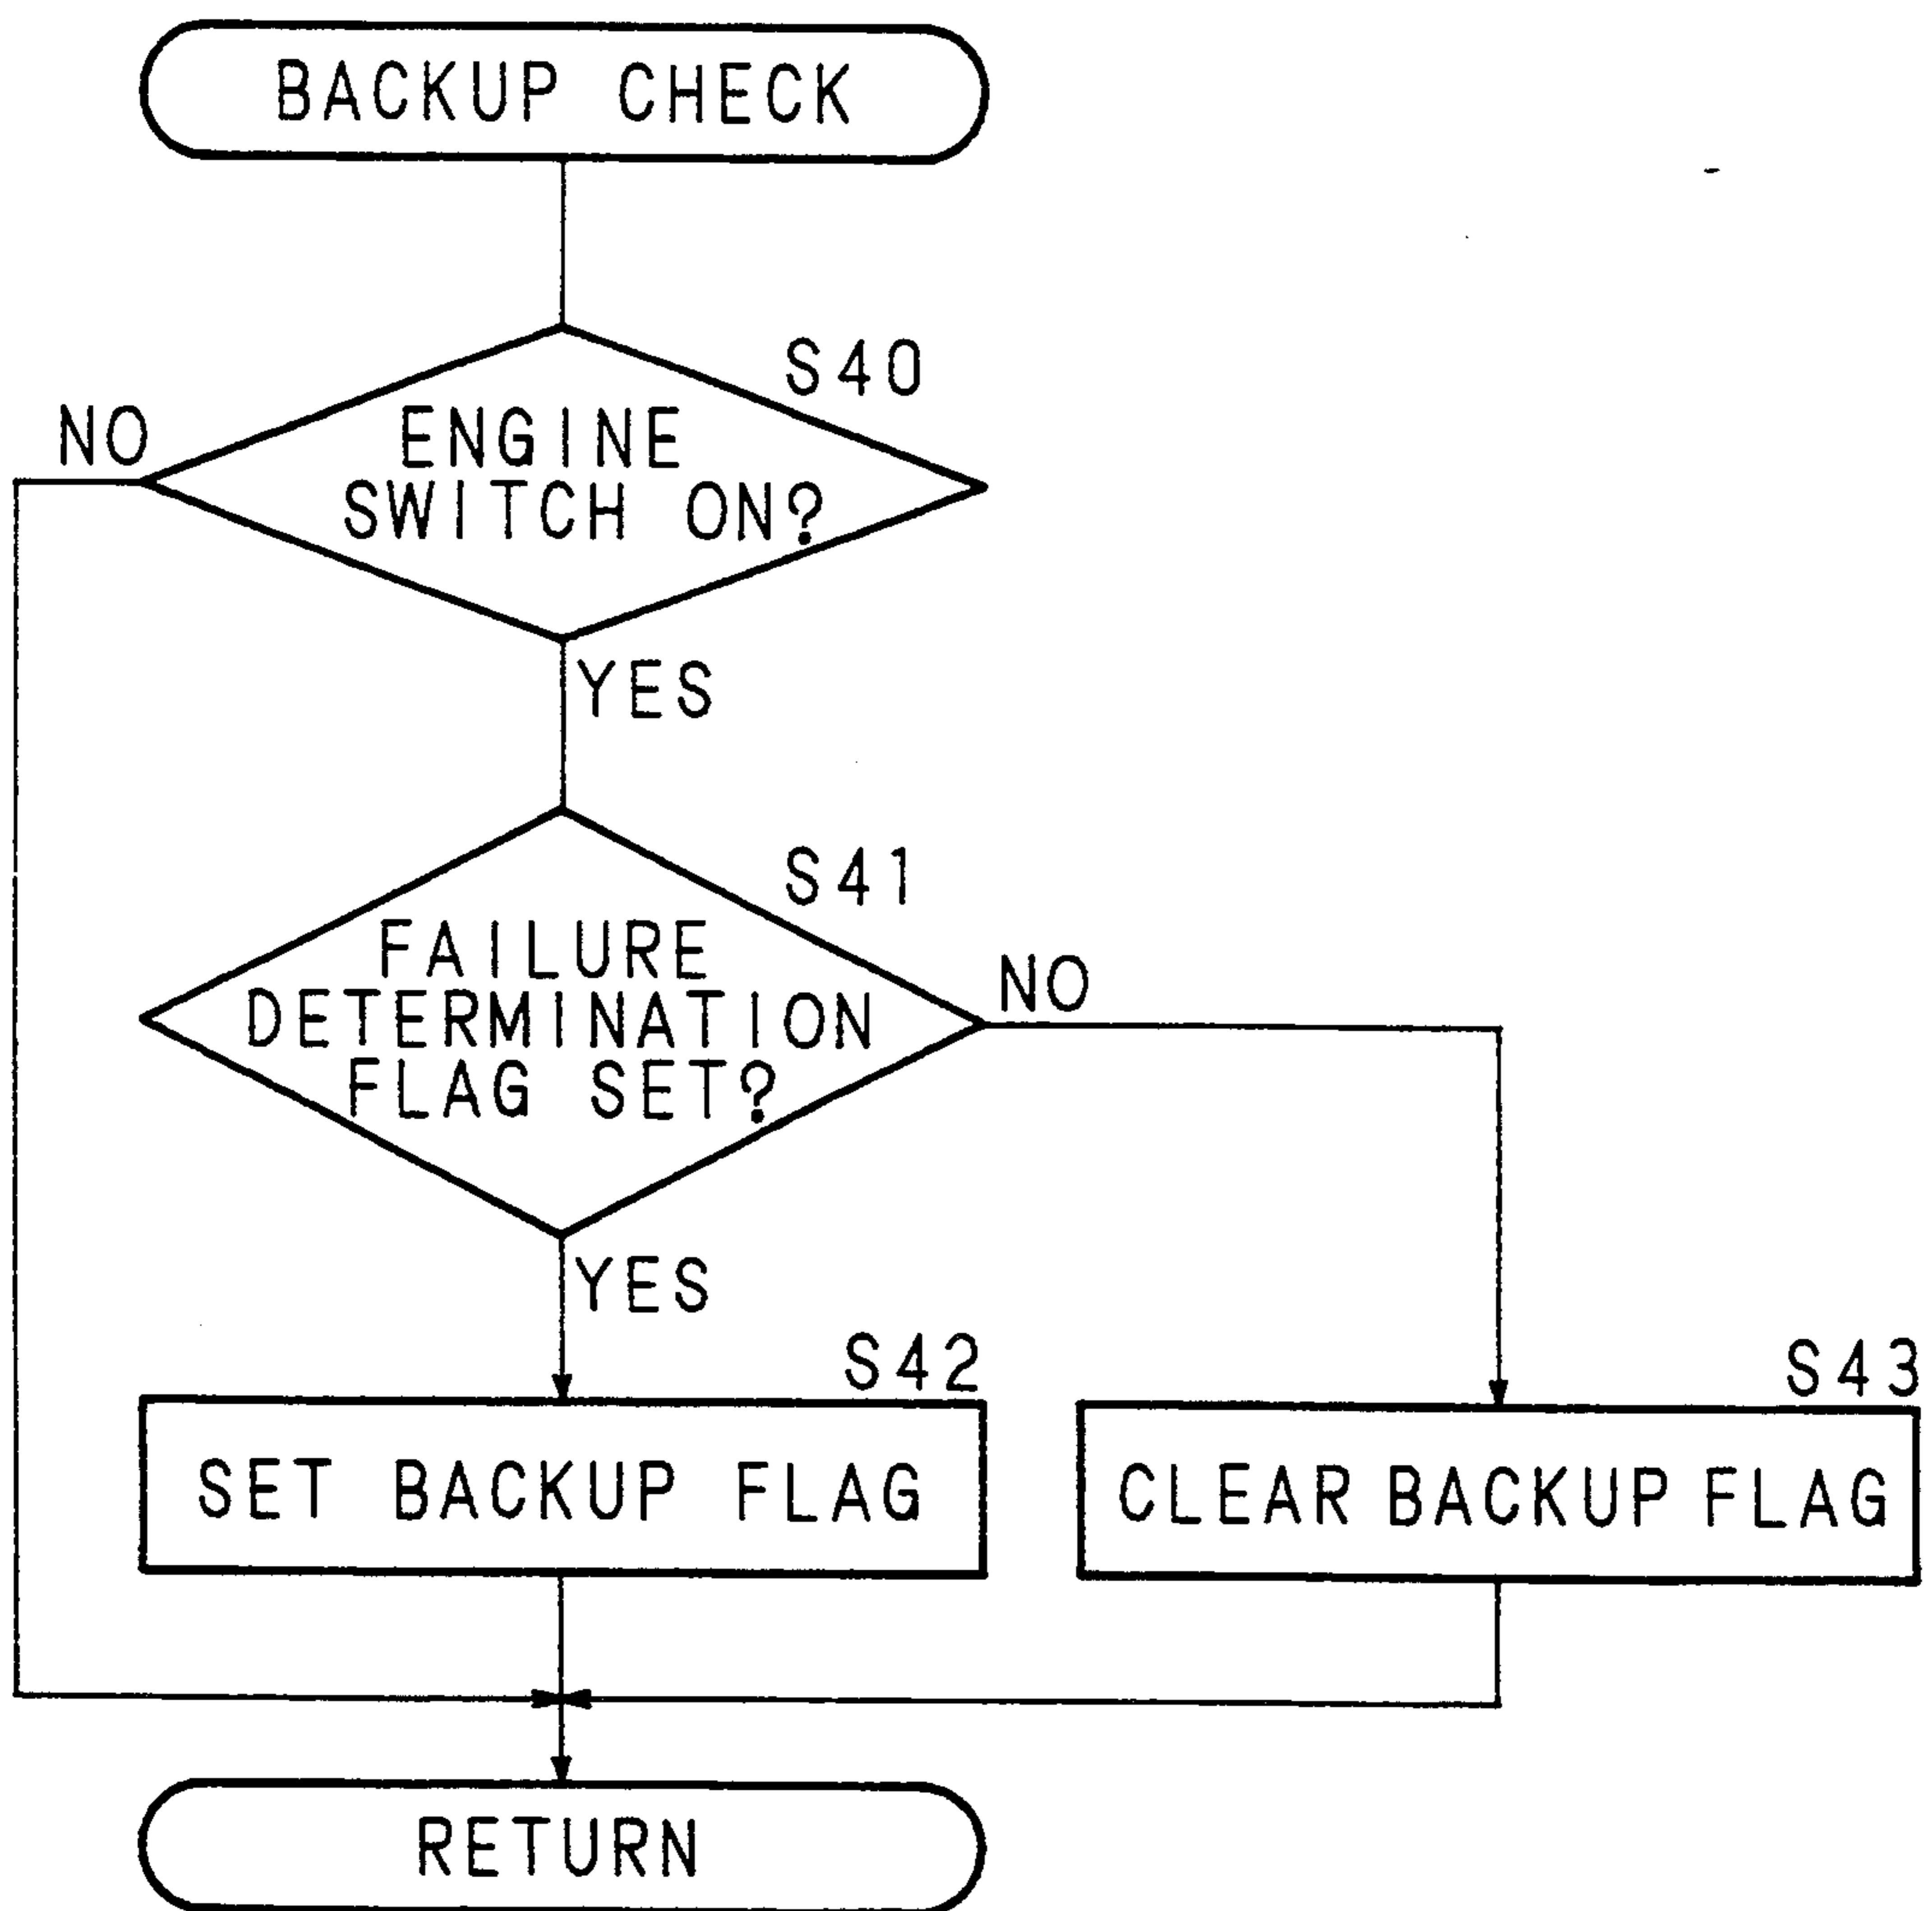 BACKUP CHECK
S40
NO
ENGINE
SWITCH ON?
YES
S41
FAILURE
DETERMINATION
FLAG SET?
NO
YES
S42
SET BACKUP FLAG
S43
CLEAR BACKUP FLAG
RETURN